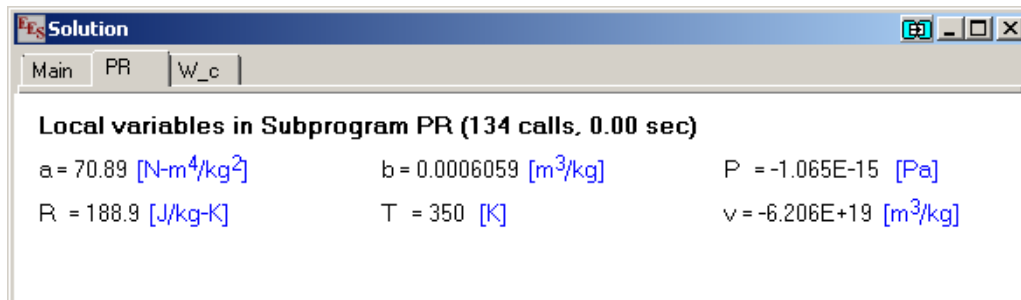 EES Solution
Main PR W_c
Local variables in Subprogram PR (134 calls, 0.00 sec)
a = 70.89 [N-m⁴/kg²] b = 0.0006059 [m³/kg] P = -1.065E-15 [Pa]
R = 188.9 [J/kg-K] T = 350 [K] v = -6.206E+19 [m³/kg]